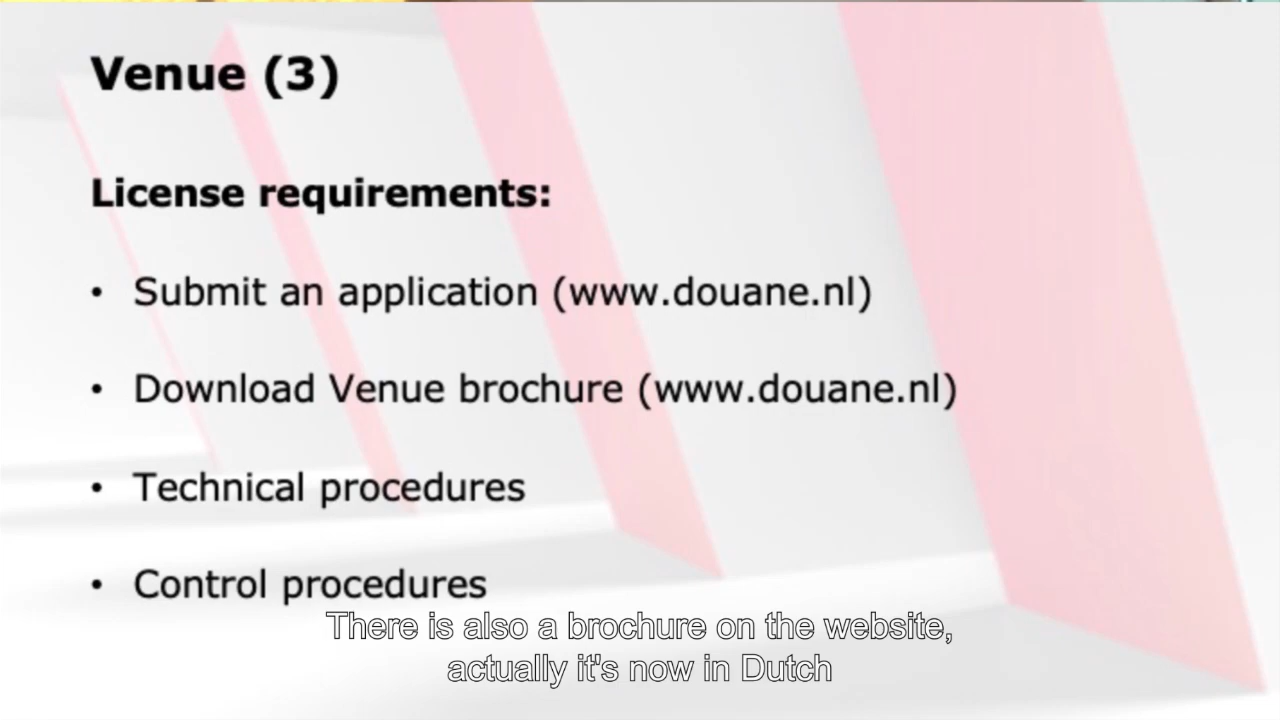 Venue (3)
License requirements:
• Submit an application (www.douane.nl)
• Download Venue brochure (www.douane.nl)
• Technical procedures
• Control procedures
There is also a brochure on the website,
actually it's now in Dutch